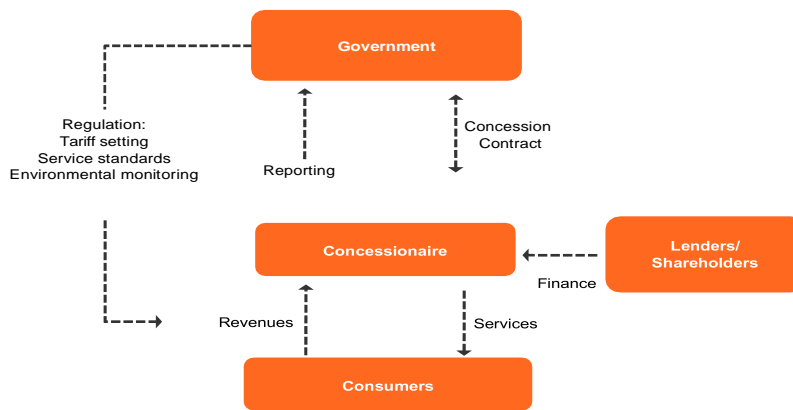 Government
Regulation:
Tariff setting
Service standards
Environmental monitoring
Reporting
Concession
Contract
Concessionaire
Lenders/
Shareholders
Finance
Revenues
Services
Consumers